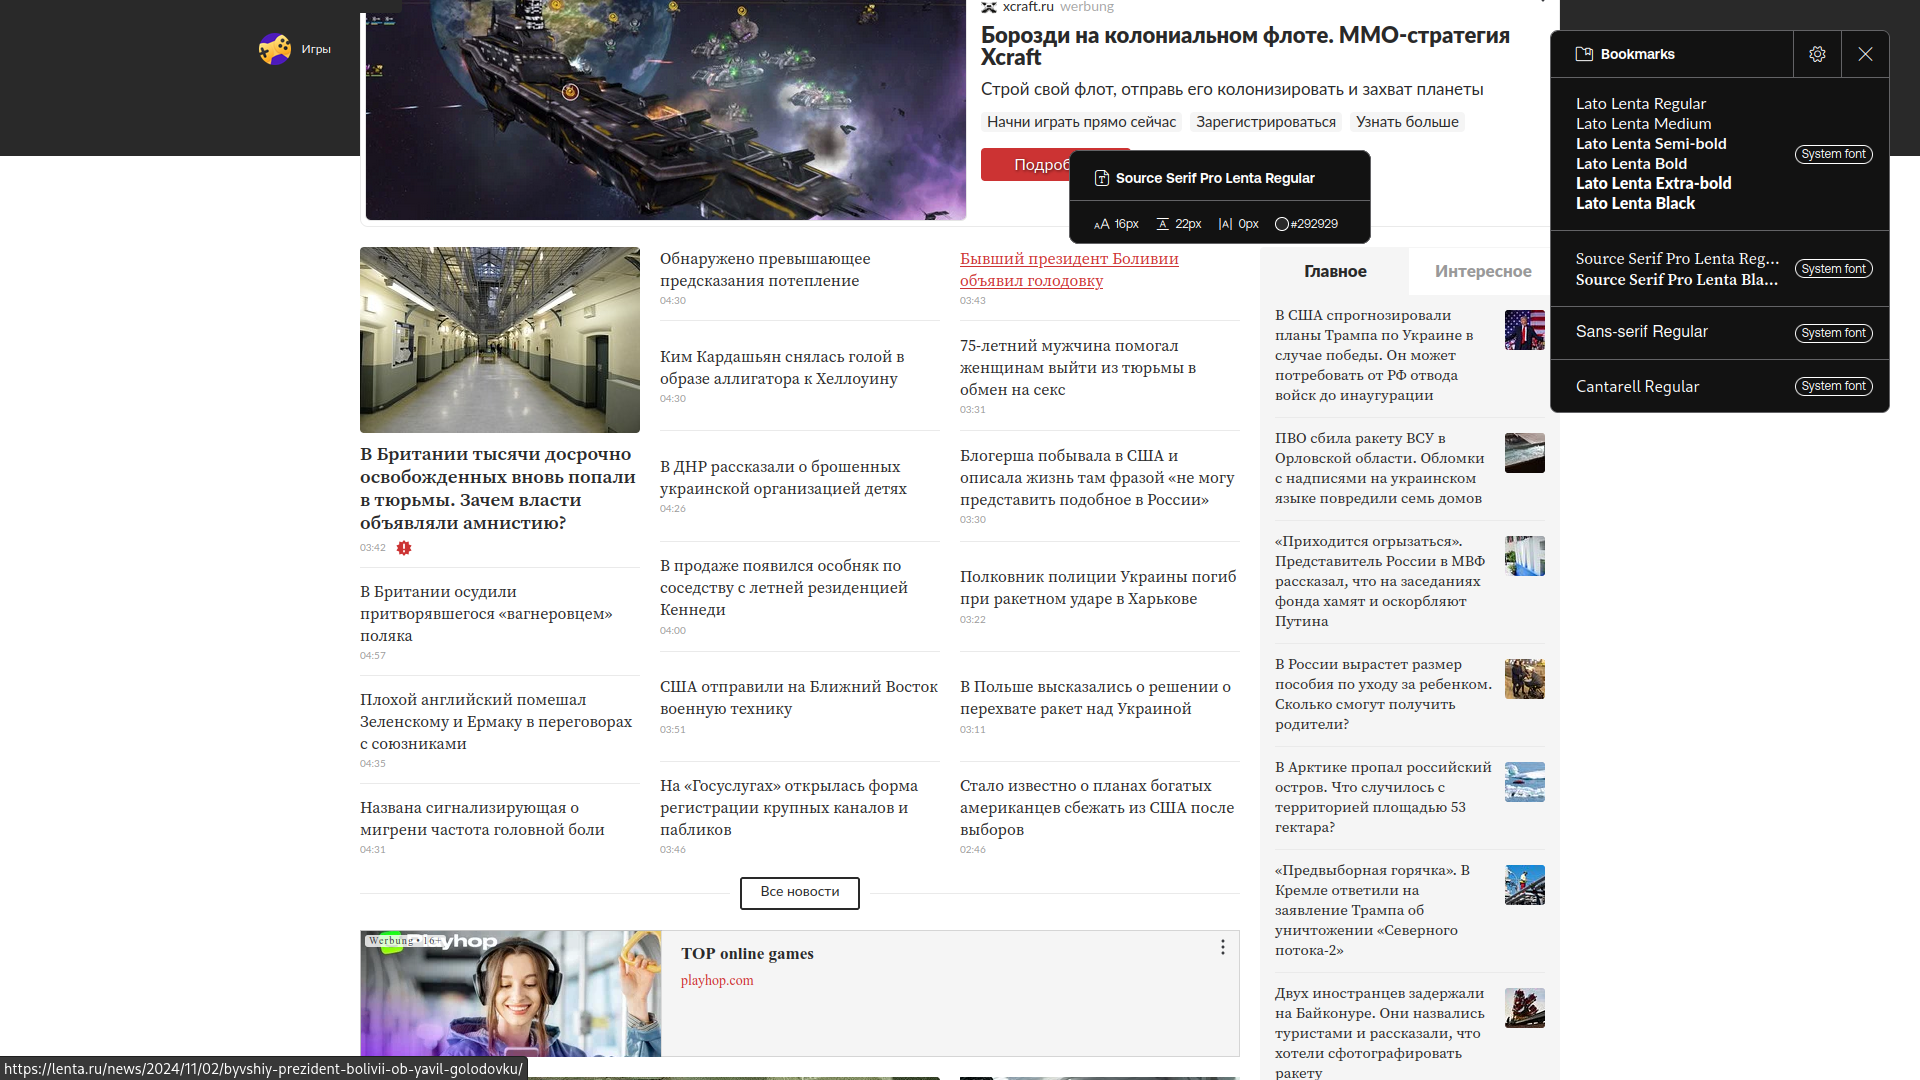 Игры
xcraft.ru werbung
Борозди на колониальном флоте. ММО-стратегия
Xcraft
Строй свой флот, отправь его колонизировать и захват планеты
Начни играть прямо сейчас
Зарегистрироваться
Узнать больше
Подроб
Source Serif Pro Lenta Regular
16px
22px
0px
#292929
Bookmarks
Lato Lenta Regular
Lato Lenta Medium
Lato Lenta Semi-bold
Lato Lenta Bold
Lato Lenta Extra-bold
Lato Lenta Black
System font
Source Serif Pro Lenta Reg...
Source Serif Pro Lenta Bla...
System font
Sans-serif Regular
System font
Cantarell Regular
System font
В Британии тысячи досрочно
освобожденных вновь попали
в тюрьмы. Зачем власти
объявляли амнистию?
03:42
В Британии осудили
притворявшегося «вагнеровцем»
поляка
04:57
Плохой английский помешал
Зеленскому и Ермаку в переговорах
с союзниками
04:35
Названа сигнализирующая о
мигрени частота головной боли
04:31
Обнаружено превышающее
предсказания потепление
04:30
Ким Кардашьян снялась голой в
образе аллигатора к Хеллоуину
04:30
В ДНР рассказали о брошенных
украинской организацией детях
04:26
В продаже появился особняк по
соседству с летней резиденцией
Кеннеди
04:00
США отправили на Ближний Восток
военную технику
03:51
На «Госуслугах» открылась форма
регистрации крупных каналов и
пабликов
03:46
Бывший президент Боливии
объявил голодовку
03:43
75-летний мужчина помогал
женщинам выйти из тюрьмы в
обмен на секс
03:31
Блогерша побывала в США и
описала жизнь там фразой «не могу
представить подобное в России»
03:30
Полковник полиции Украины погиб
при ракетном ударе в Харькове
03:22
В Польше высказались о решении о
перехвате ракет над Украиной
03:11
Стало известно о планах богатых
американцев сбежать из США после
выборов
02:46
Все новости
Главное
Интересное
В США спрогнозировали
планы Трампа по Украине в
случае победы. Он может
потребовать от РФ отвода
войск до инаугурации
ПВО сбила ракету ВСУ в
Орловской области. Обломки
с надписями на украинском
языке повредили семь домов
«Приходится огрызаться».
Представитель России в МВФ
рассказал, что на заседаниях
фонда хамят и оскорбляют
Путина
В России вырастет размер
пособия по уходу за ребенком.
Сколько смогут получить
родители?
В Арктике пропал российский
остров. Что случилось с
территорией площадью 53
гектара?
«Предвыборная горячка». В
Кремле ответили на
заявление Трампа об
уничтожении «Северного
потока-2»
Двух иностранцев задержали
на Байконуре. Они назвались
туристами и рассказали, что
хотели сфотографировать
ракету
Werbung • 16+
TOP online games
playhop.com
https://lenta.ru/news/2024/11/02/byvshiy-prezident-bolivii-ob-yavil-golodovku/